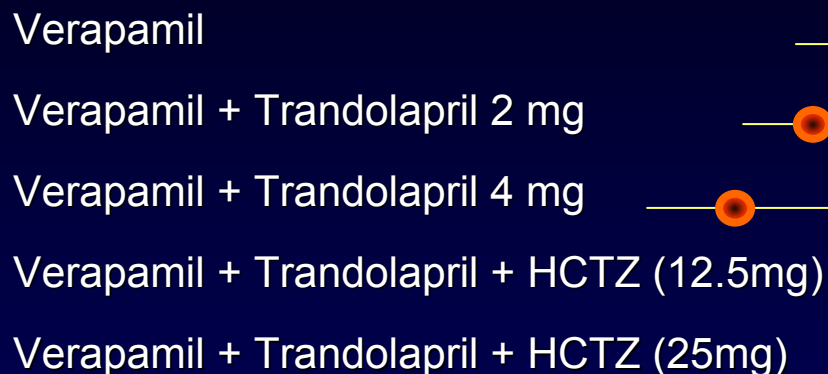 Verapamil
Verapamil + Trandolapril 2 mg
Verapamil + Trandolapril 4 mg
Verapamil + Trandolapril + HCTZ (12.5mg)
Verapamil + Trandolapril + HCTZ (25mg)